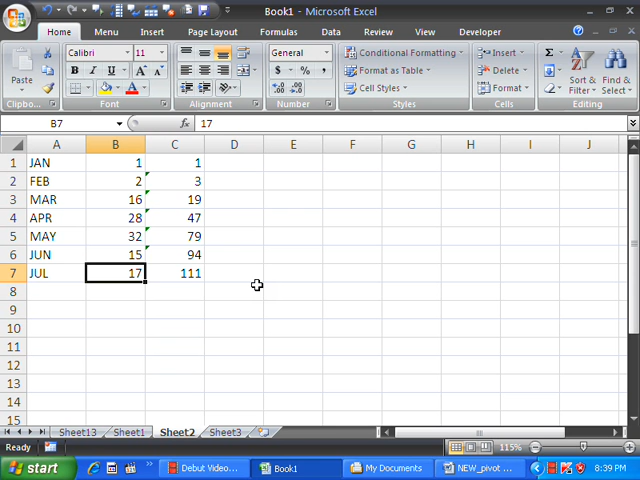 Book1 - Microsoft Excel
Home Menu Insert Page Layout Formulas Data Review View Developer
Calibri 11 General Conditional Formatting Insert Σ
Paste B I U A A $ % , Format as Table Delete Sort & Filter Find & Select
Cell Styles Format
Clipbo... Font Alignment Number Styles Cells Editing
B7 fx 17
A B C D E F G H I J
1 JAN 1 1
2 FEB 2 3
3 MAR 16 19
4 APR 28 47
5 MAY 32 79
6 JUN 15 94
7 JUL 17 111
8
9
10
11
12
13
14
15
Sheet13 Sheet1 Sheet2 Sheet3
Ready 115%
start Debut Video... Book1 My Documents NEW_pivot ... 8:39 PM